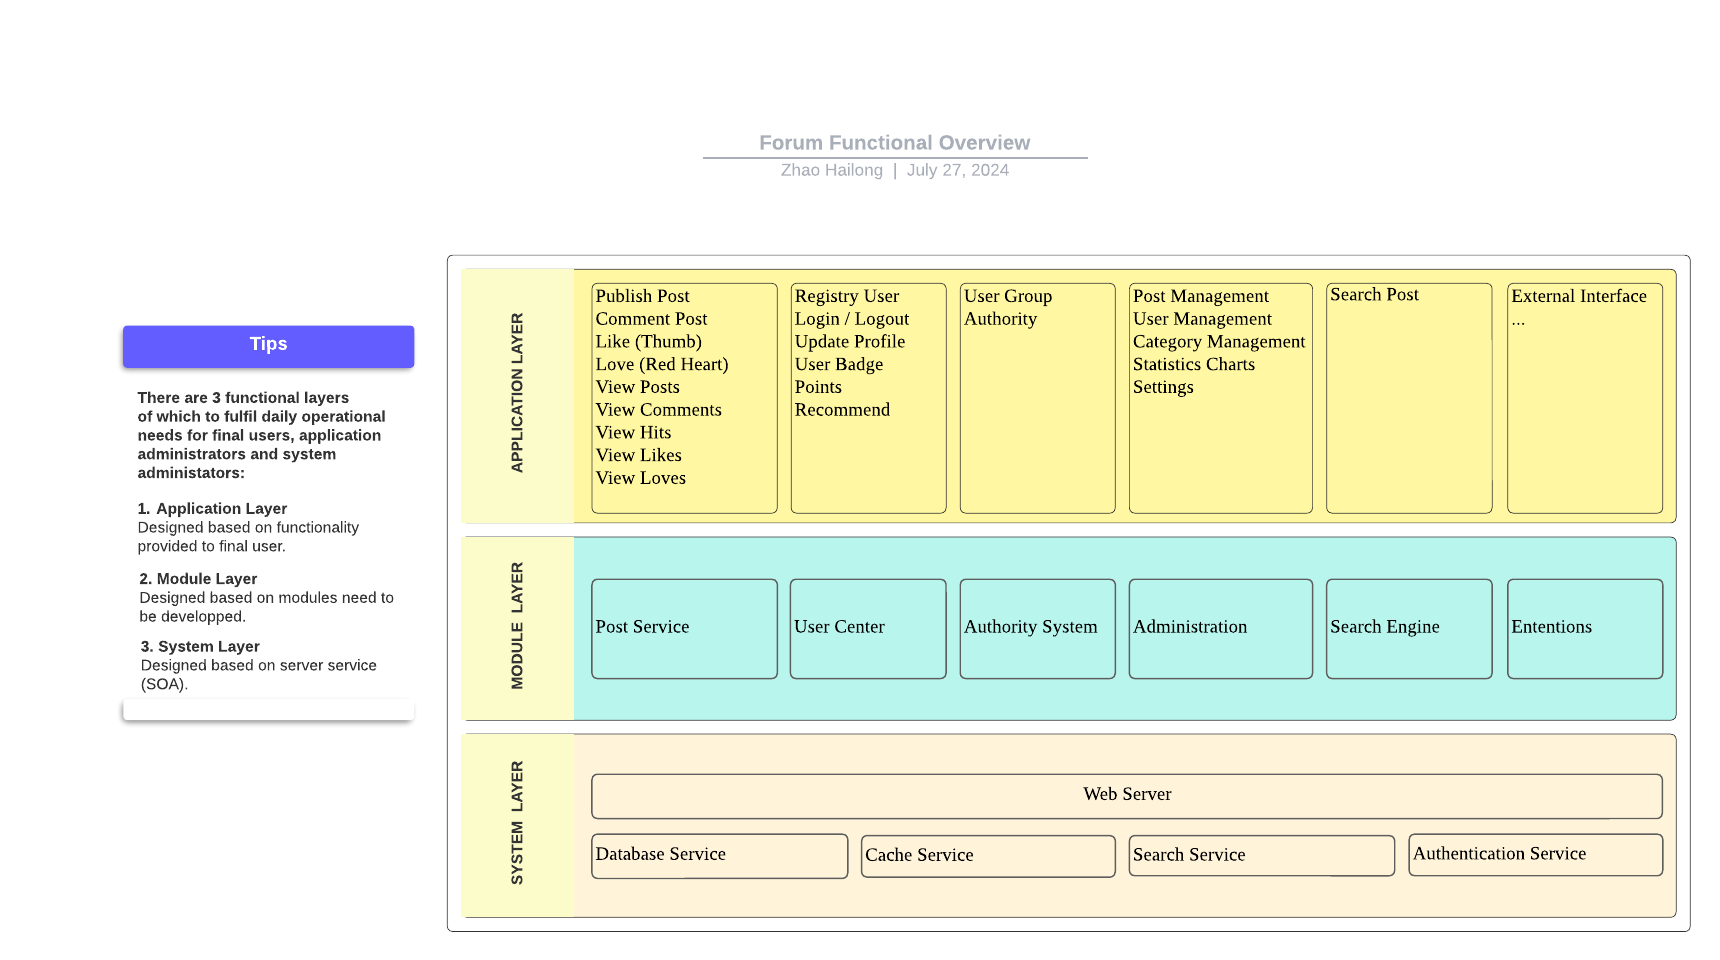 Forum Functional Overview
Zhao Hailong | July 27, 2024
Tips
There are 3 functional layers
of which to fulfil daily operational
needs for final users, application
administrators and system
administators:
1. Application Layer
Designed based on functionality
provided to final user.
2. Module Layer
Designed based on modules need to
be developped.
3. System Layer
Designed based on server service
(SOA).
APPLICATION LAYER
Publish Post
Comment Post
Like (Thumb)
Love (Red Heart)
View Posts
View Comments
View Hits
View Likes
View Loves
Registry User
Login / Logout
Update Profile
User Badge
Points
Recommend
User Group
Authority
Post Management
User Management
Category Management
Statistics Charts
Settings
Search Post
External Interface
...
MODULE LAYER
Post Service
User Center
Authority System
Administration
Search Engine
Ententions
SYSTEM LAYER
Web Server
Database Service
Cache Service
Search Service
Authentication Service